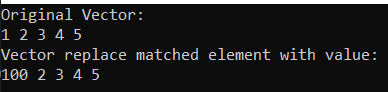 Original Vector:
1 2 3 4 5
Vector replace matched element with value:
100 2 3 4 5